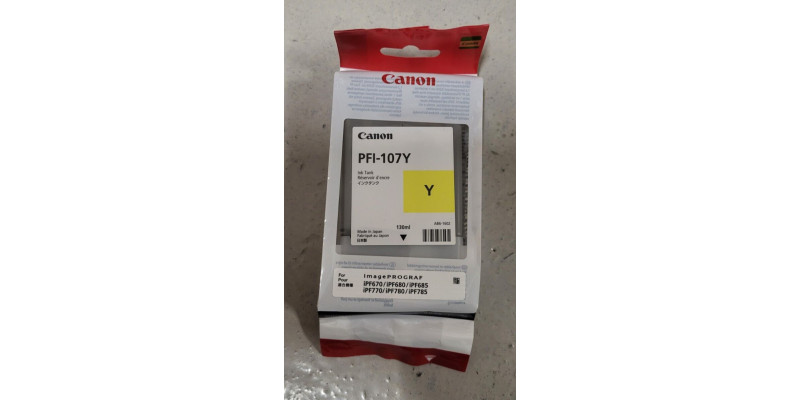 Canon
Canon
Canon
PFI-107Y
Ink Tank
Réservoir d'encre
インクタンク
Y
130ml
Made in Japan
Fabriqué au Japon
日本製
For
Pour
imagePROGRAF
iPF670 / iPF680 / iPF685
iPF770 / iPF780 / iPF785